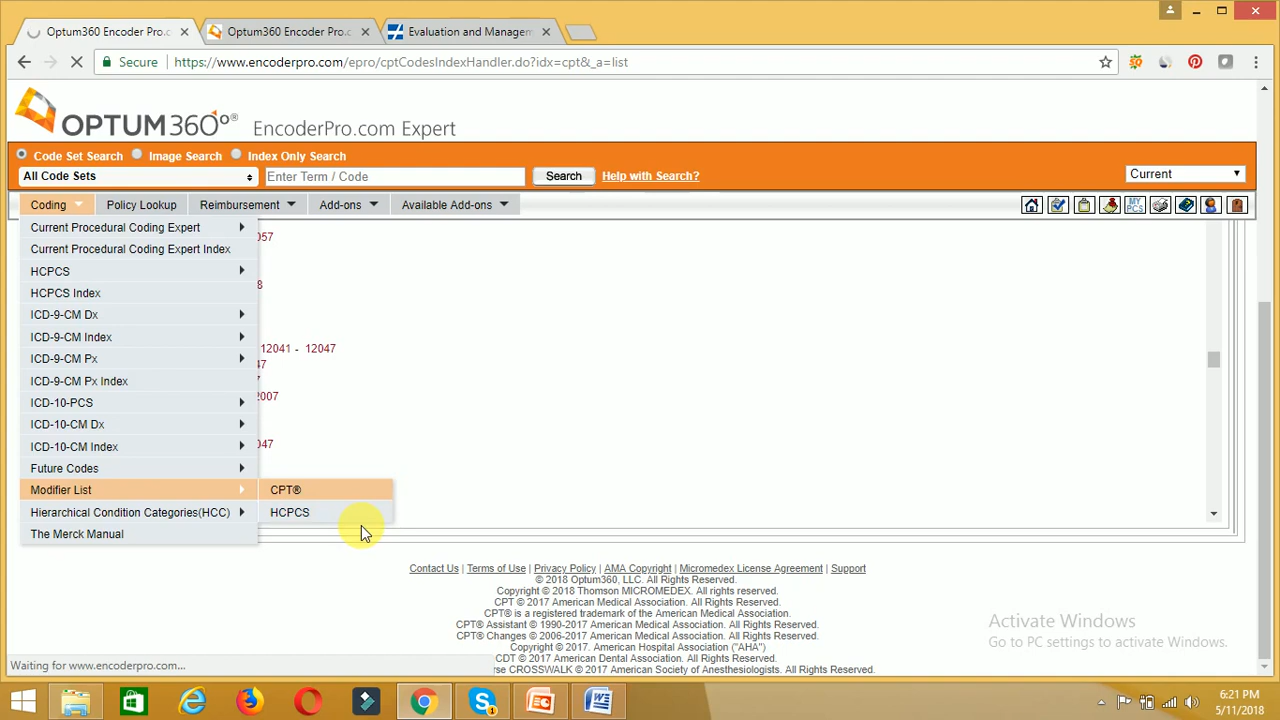 Optum360 Encoder Pro.c
Optum360 Encoder Pro.c
Evaluation and Managem
Secure
https://www.encoderpro.com/epro/cptCodesIndexHandler.do?idx=cpt&_a=list
OPTUM360°®
EncoderPro.com Expert
Code Set Search
Image Search
Index Only Search
All Code Sets
Enter Term / Code
Search
Help with Search?
Current
Coding
Policy Lookup
Reimbursement
Add-ons
Available Add-ons
MY PCS
Current Procedural Coding Expert
057
Current Procedural Coding Expert Index
HCPCS
8
HCPCS Index
ICD-9-CM Dx
ICD-9-CM Index
12041 - 12047
ICD-9-CM Px
47
ICD-9-CM Px Index
7
ICD-10-PCS
2007
ICD-10-CM Dx
ICD-10-CM Index
047
Future Codes
Modifier List
CPT®
Hierarchical Condition Categories(HCC)
HCPCS
The Merck Manual
Contact Us | Terms of Use | Privacy Policy | AMA Copyright | Micromedex License Agreement | Support
© 2018 Optum360, LLC. All Rights Reserved.
Copyright © 2018 Thomson MICROMEDEX. All rights reserved.
CPT © 2017 American Medical Association. All Rights Reserved.
CPT® is a registered trademark of the American Medical Association.
CPT® Assistant © 1990-2017 American Medical Association. All Rights Reserved.
CPT® Changes © 2006-2017 American Medical Association. All Rights Reserved.
Copyright © 2017. American Hospital Association ("AHA")
CDT © 2017 American Dental Association. All Rights Reserved.
rse CROSSWALK © 2017 American Society of Anesthesiologists. All Rights Reserved.
Activate Windows
Go to PC settings to activate Windows.
Waiting for www.encoderpro.com...
6:21 PM
5/11/2018